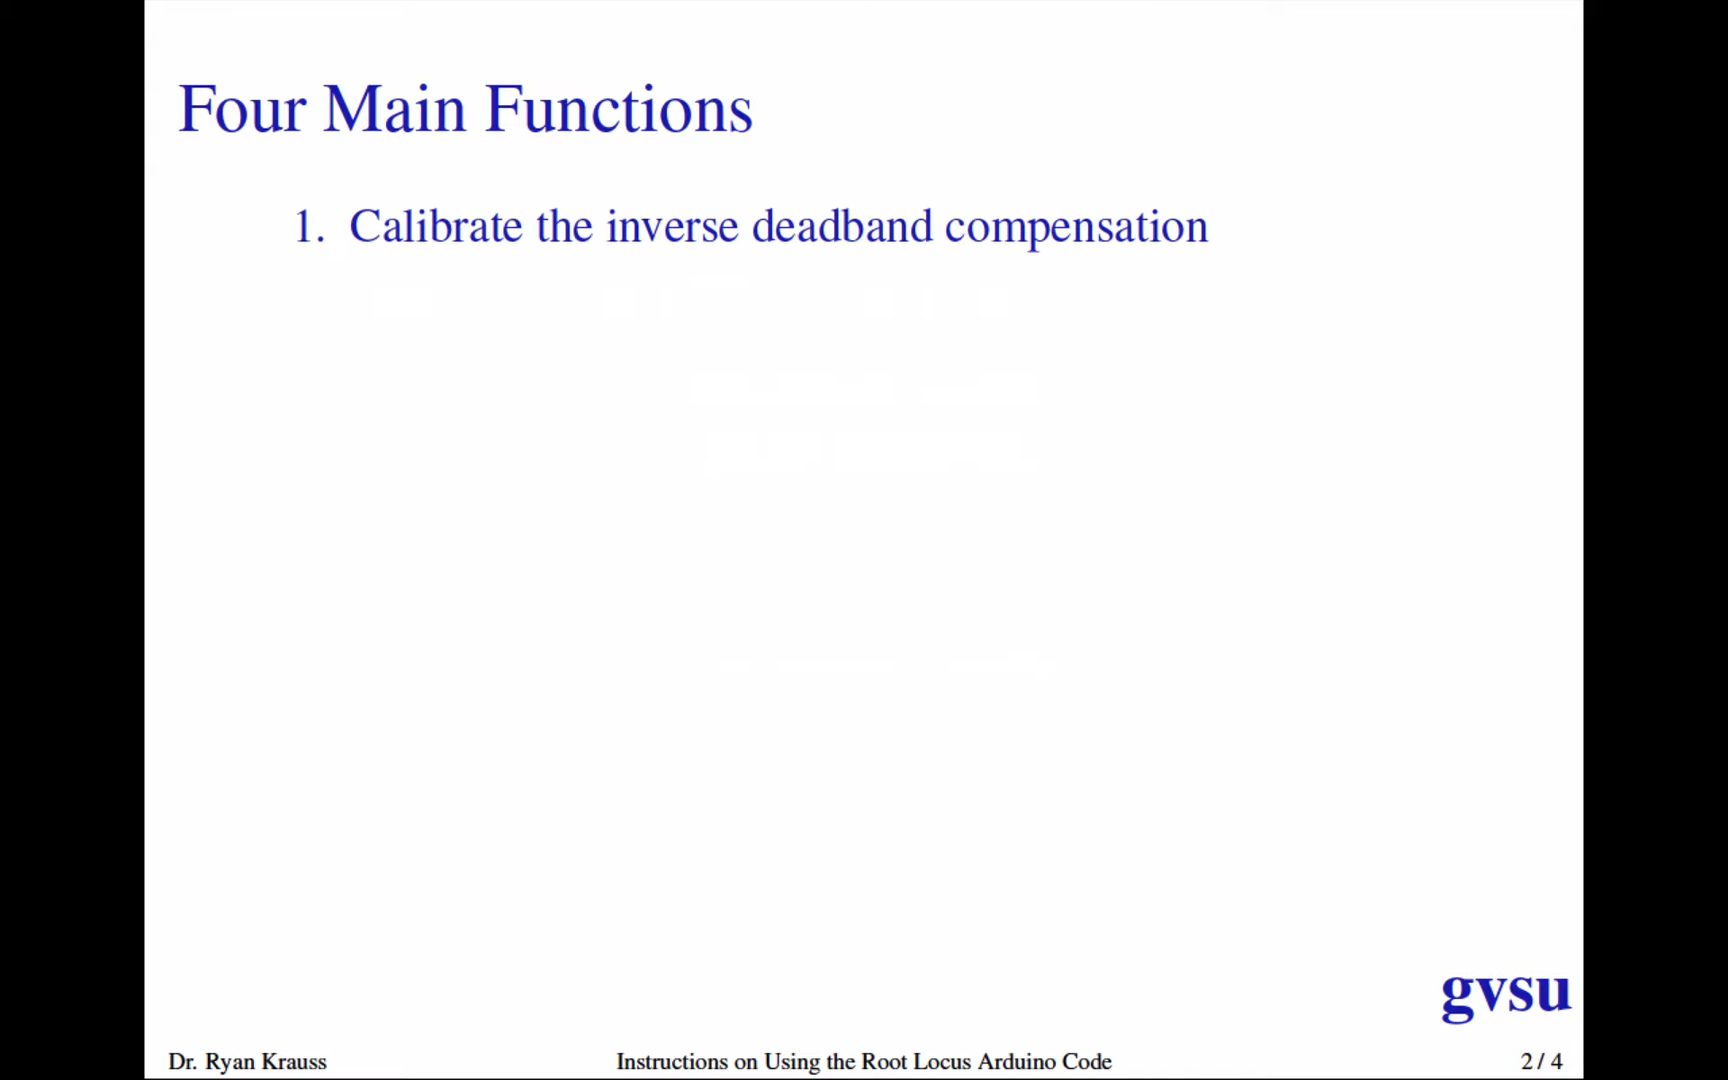 Four Main Functions
1. Calibrate the inverse deadband compensation
gvsu
Dr. Ryan Krauss
Instructions on Using the Root Locus Arduino Code
2 / 4